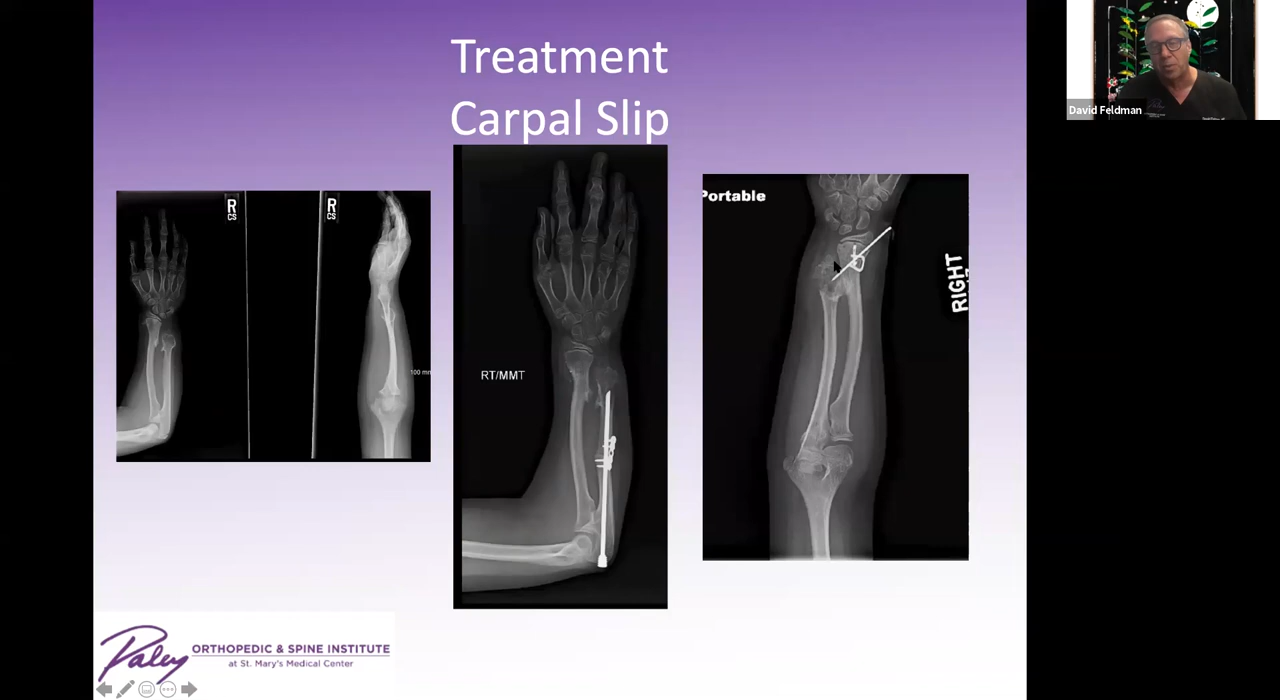 Treatment
Carpal Slip
David Feldman
R
CS
R
CS
100 mm
RT/MMT
Portable
RIGHT
Paley
ORTHOPEDIC & SPINE INSTITUTE
at St. Mary's Medical Center